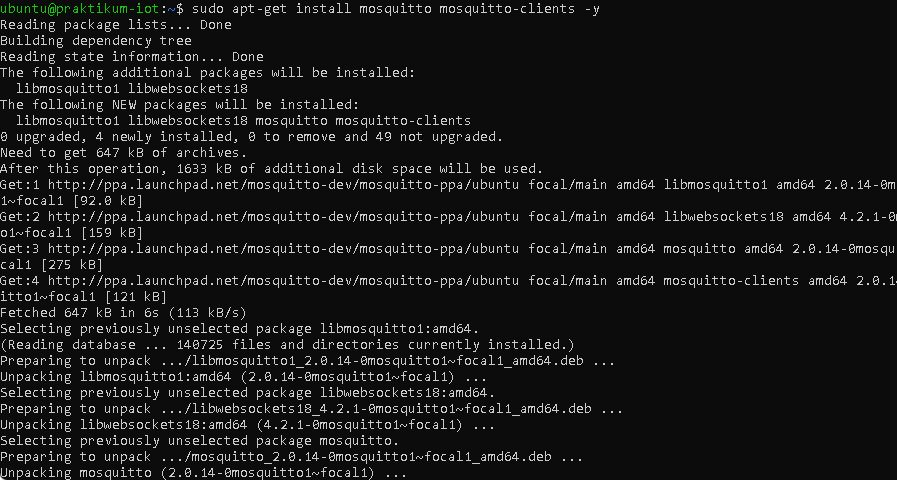 ubuntu@praktikum-iot:~$ sudo apt-get install mosquitto mosquitto-clients -y
Reading package lists... Done
Building dependency tree
Reading state information... Done
The following additional packages will be installed:
  libmosquitto1 libwebsockets18
The following NEW packages will be installed:
  libmosquitto1 libwebsockets18 mosquitto mosquitto-clients
0 upgraded, 4 newly installed, 0 to remove and 49 not upgraded.
Need to get 647 kB of archives.
After this operation, 1633 kB of additional disk space will be used.
Get:1 http://ppa.launchpad.net/mosquitto-dev/mosquitto-ppa/ubuntu focal/main amd64 libmosquitto1 amd64 2.0.14-0m
1~focal1 [92.0 kB]
Get:2 http://ppa.launchpad.net/mosquitto-dev/mosquitto-ppa/ubuntu focal/main amd64 libwebsockets18 amd64 4.2.1-0
o1~focal1 [159 kB]
Get:3 http://ppa.launchpad.net/mosquitto-dev/mosquitto-ppa/ubuntu focal/main amd64 mosquitto amd64 2.0.14-0mosqu
cal1 [275 kB]
Get:4 http://ppa.launchpad.net/mosquitto-dev/mosquitto-ppa/ubuntu focal/main amd64 mosquitto-clients amd64 2.0.1
itto1~focal1 [121 kB]
Fetched 647 kB in 6s (113 kB/s)
Selecting previously unselected package libmosquitto1:amd64.
(Reading database ... 140725 files and directories currently installed.)
Preparing to unpack .../libmosquitto1_2.0.14-0mosquitto1~focal1_amd64.deb ...
Unpacking libmosquitto1:amd64 (2.0.14-0mosquitto1~focal1) ...
Selecting previously unselected package libwebsockets18:amd64.
Preparing to unpack .../libwebsockets18_4.2.1-0mosquitto1~focal1_amd64.deb ...
Unpacking libwebsockets18:amd64 (4.2.1-0mosquitto1~focal1) ...
Selecting previously unselected package mosquitto.
Preparing to unpack .../mosquitto_2.0.14-0mosquitto1~focal1_amd64.deb ...
Unpacking mosquitto (2.0.14-0mosquitto1~focal1) ...